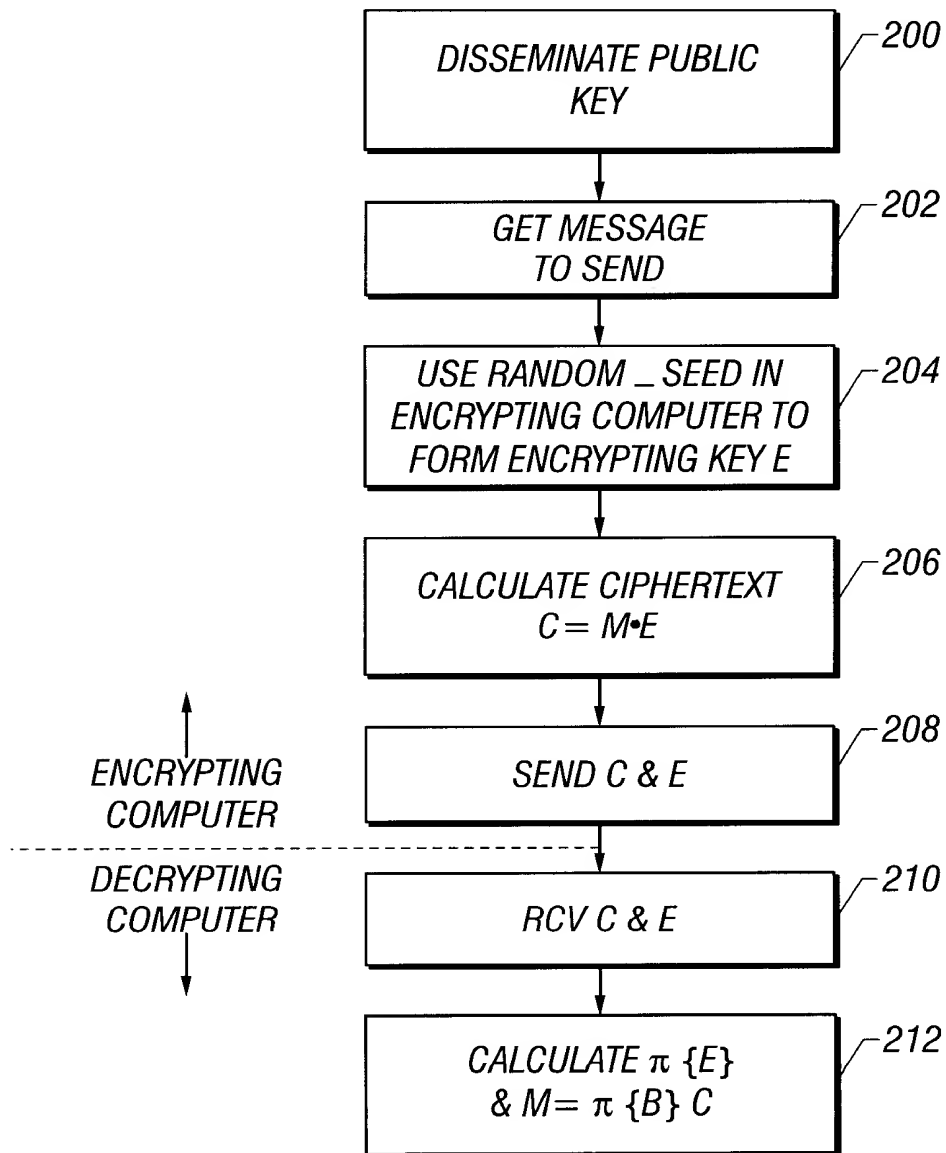 DISSEMINATE PUBLIC
KEY
200
GET MESSAGE
TO SEND
202
USE RANDOM _ SEED IN
ENCRYPTING COMPUTER TO
FORM ENCRYPTING KEY E
204
CALCULATE CIPHERTEXT
C = M•E
206
SEND C & E
208
ENCRYPTING
COMPUTER
DECRYPTING
COMPUTER
RCV C & E
210
CALCULATE π {E}
& M= π {B} C
212